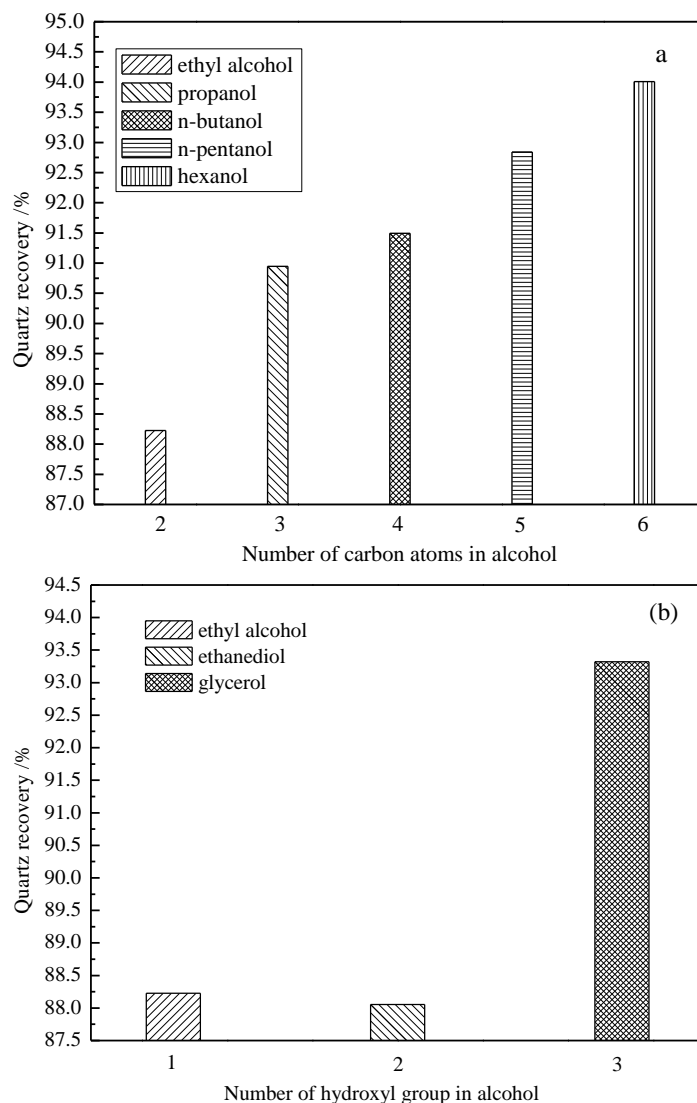 95.0
94.5
94.0
93.5
93.0
92.5
92.0
91.5
91.0
90.5
90.0
89.5
89.0
88.5
88.0
87.5
87.0
Quartz recovery /%
a
ethyl alcohol
propanol
n-butanol
n-pentanol
hexanol
2 3 4 5 6
Number of carbon atoms in alcohol
94.5
94.0
93.5
93.0
92.5
92.0
91.5
91.0
90.5
90.0
89.5
89.0
88.5
88.0
87.5
Quartz recovery /%
(b)
ethyl alcohol
ethanediol
glycerol
1 2 3
Number of hydroxyl group in alcohol